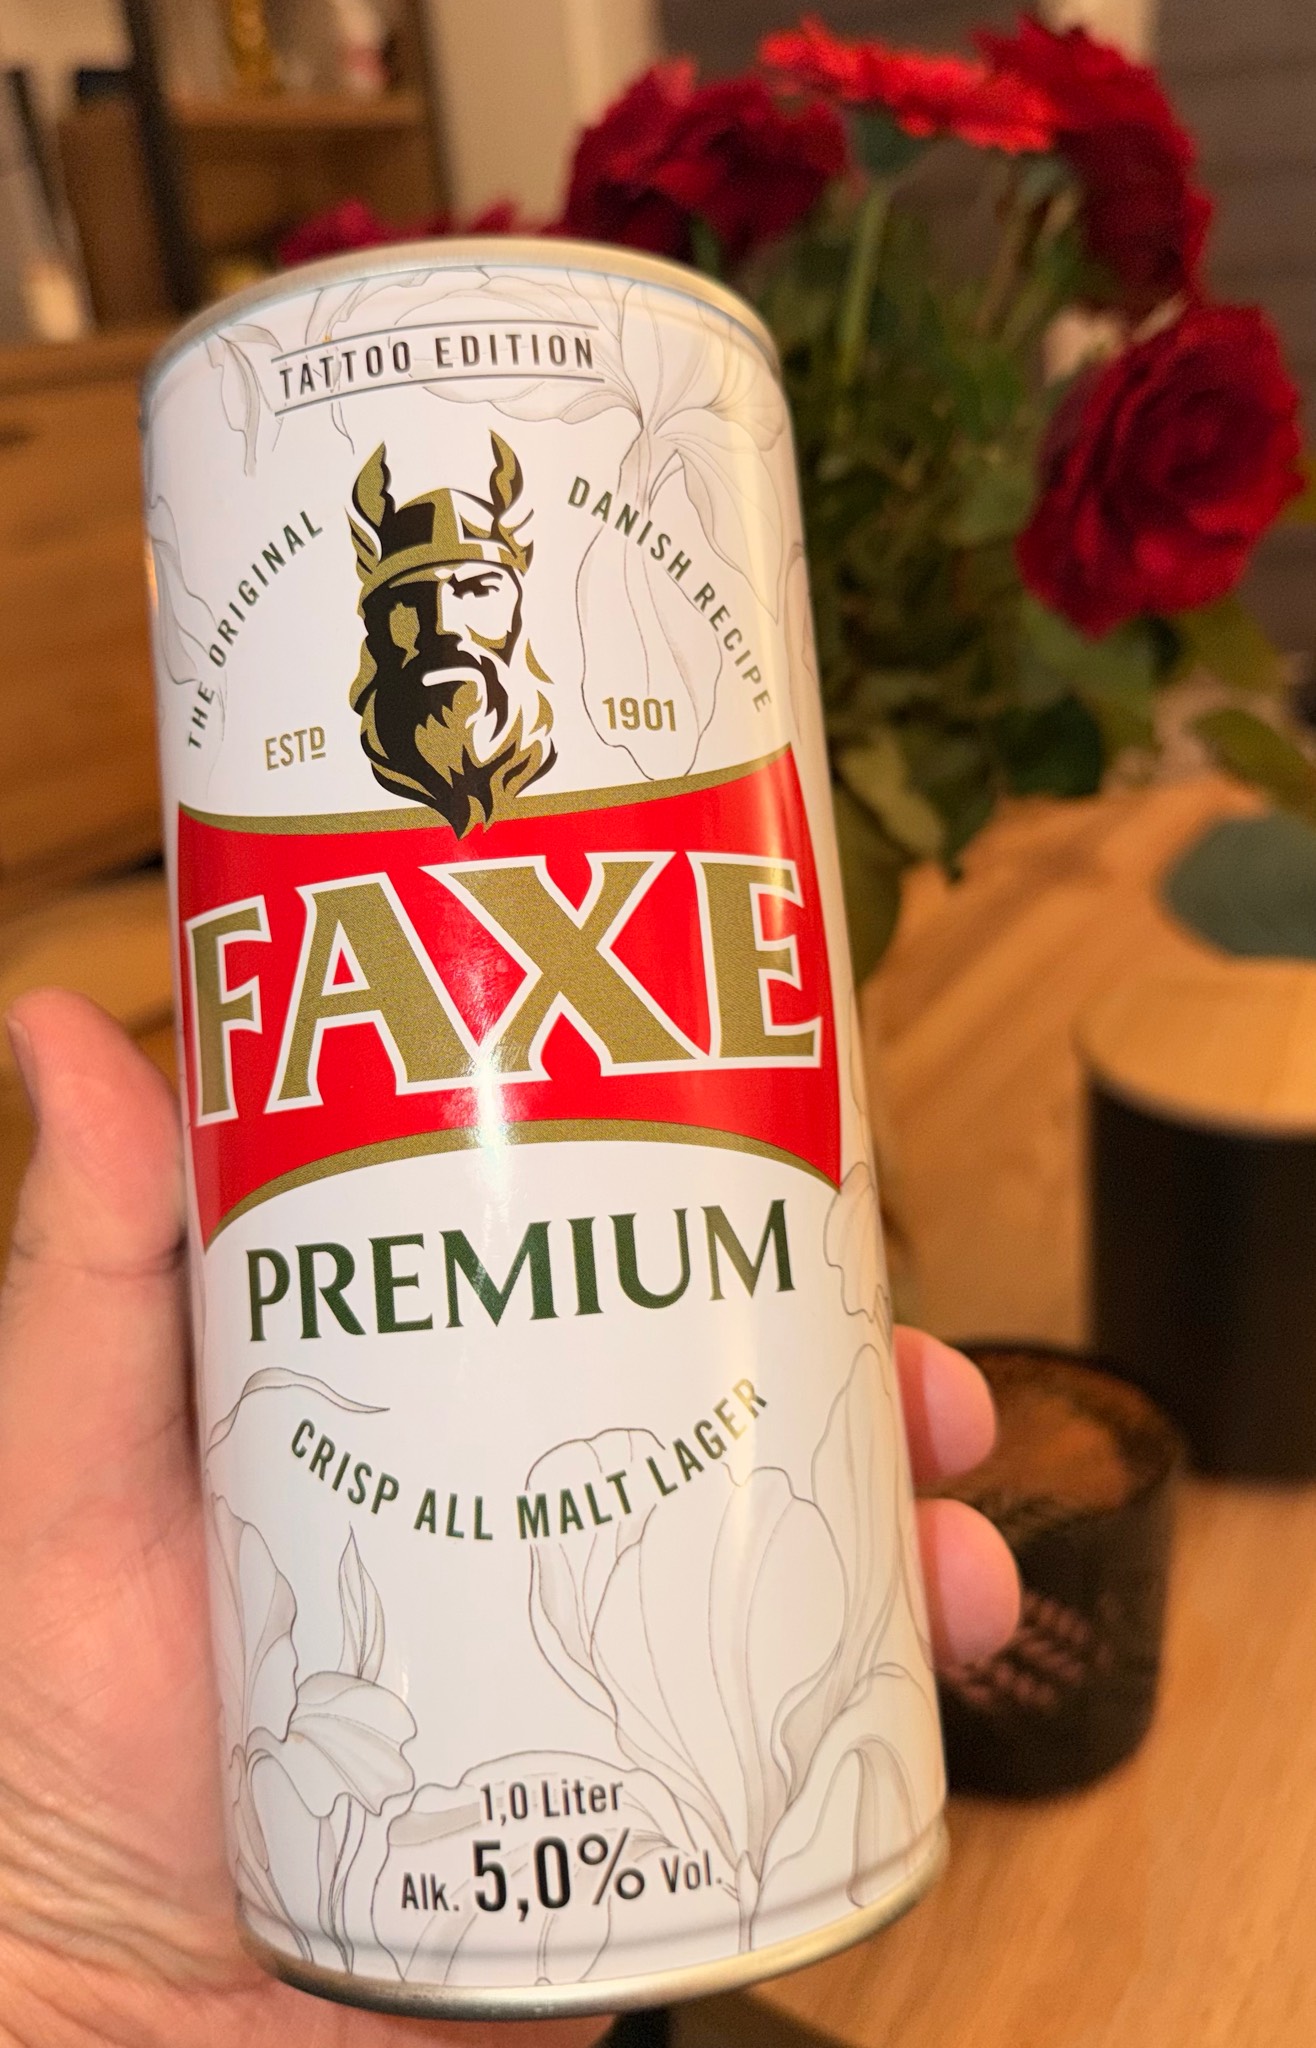 TATTOO EDITION
THE ORIGINAL
DANISH RECIPE
ESTD
1901
FAXE
PREMIUM
CRISP ALL MALT LAGER
1,0 Liter
Alk. 5,0% Vol.